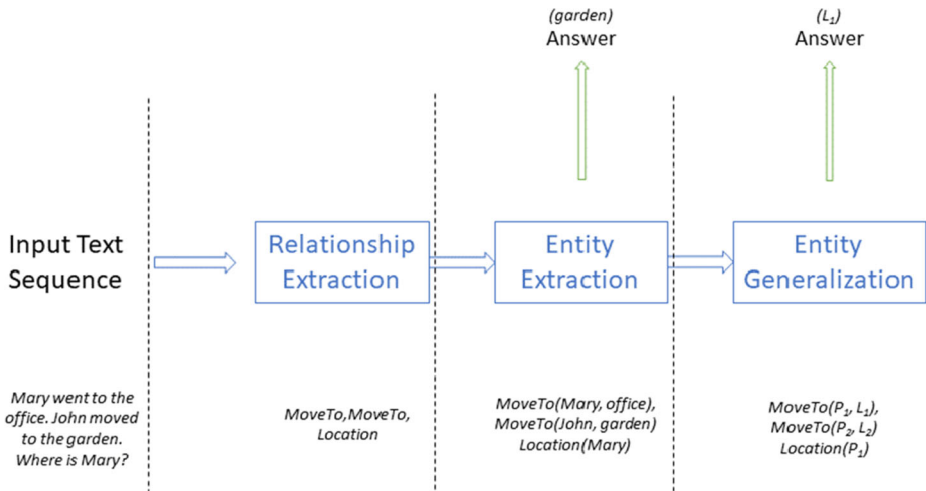 (garden)
Answer
(L₁)
Answer
Input Text
Sequence
Relationship
Extraction
Entity
Extraction
Entity
Generalization
Mary went to the
office. John moved
to the garden.
Where is Mary?
MoveTo,MoveTo,
Location
MoveTo(Mary, office),
MoveTo(John, garden)
Location(Mary)
MoveTo(P₁, L₁),
MoveTo(P₂, L₂)
Location(P₁)